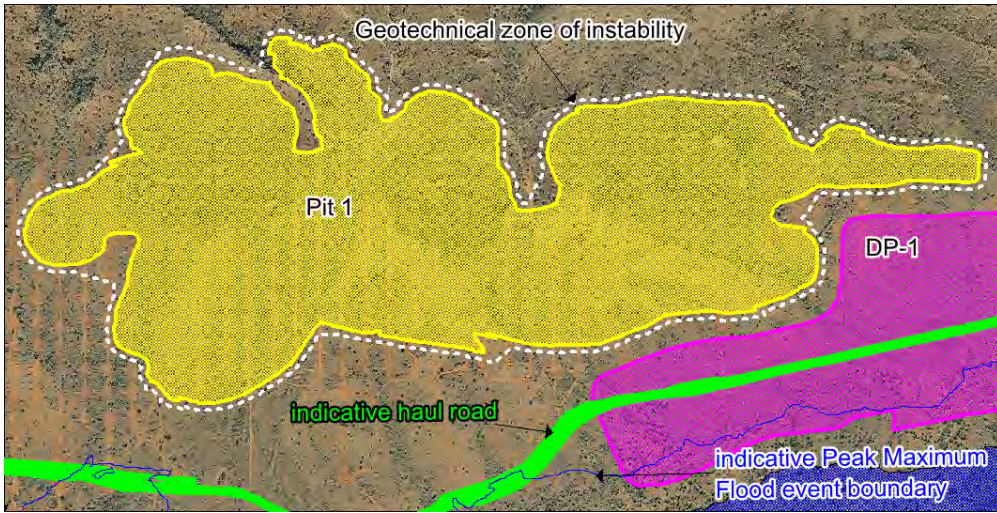 Geotechnical zone of instability
Pit 1
DP-1
indicative haul road
indicative Peak Maximum
Flood event boundary